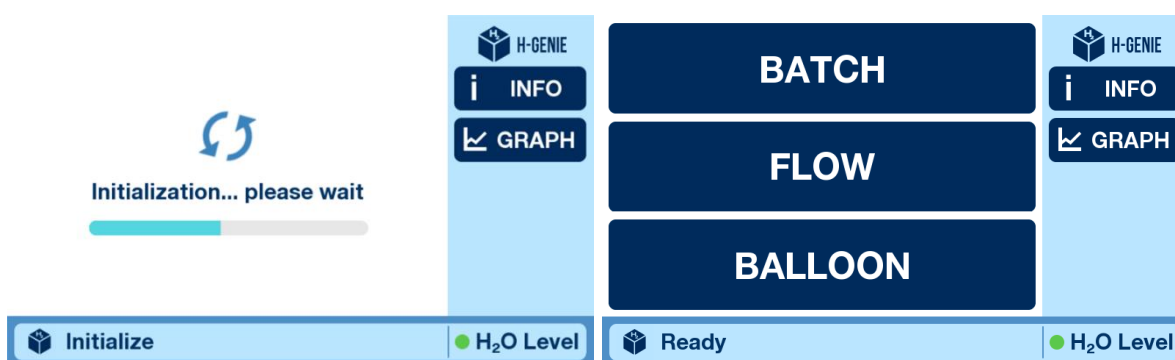 H-GENIE
i INFO
GRAPH
Initialization... please wait
Initialize
H₂O Level
BATCH
FLOW
BALLOON
H-GENIE
i INFO
GRAPH
Ready
H₂O Level